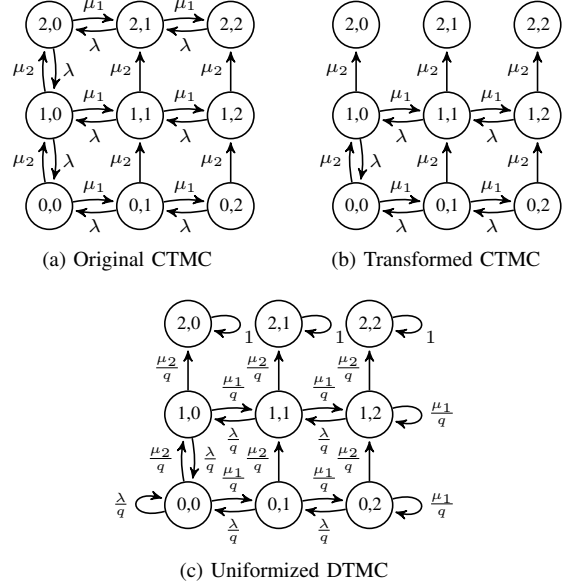 μ₁ μ₁ μ₂
2,0 2,1 2,2 2,0 2,1 2,2
λ λ
μ₂ λ μ₂ μ₂ μ₂ μ₂ μ₂
μ₁ μ₁ μ₁ μ₁
1,0 1,1 1,2 1,0 1,1 1,2
λ λ λ λ
μ₂ λ μ₂ μ₂ μ₂ λ μ₂ μ₂
μ₁ μ₁ μ₁ μ₁
0,0 0,1 0,2 0,0 0,1 0,2
λ λ λ λ
(a) Original CTMC (b) Transformed CTMC
2,0 1 2,1 1 2,2 1
μ₂/q μ₂/q μ₂/q
μ₁/q μ₁/q
1,0 1,1 1,2 μ₁/q
λ/q λ/q
μ₂/q λ/q μ₂/q μ₂/q
μ₁/q μ₁/q
λ/q 0,0 0,1 0,2 μ₁/q
λ/q λ/q
(c) Uniformized DTMC